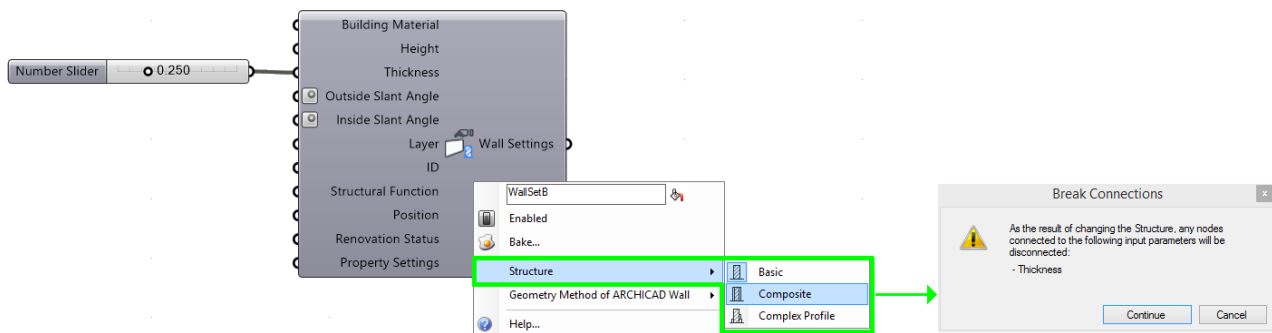 Building Material
Height
Number Slider
0.250
Thickness
Outside Slant Angle
Inside Slant Angle
Layer
Wall Settings
ID
Structural Function
Position
Renovation Status
Property Settings
WallSetB
Enabled
Bake...
Structure
Geometry Method of ARCHICAD Wall
Help...
Basic
Composite
Complex Profile
Break Connections
x
As the result of changing the Structure, any nodes
connected to the following input parameters will be
disconnected:
- Thickness
Continue
Cancel